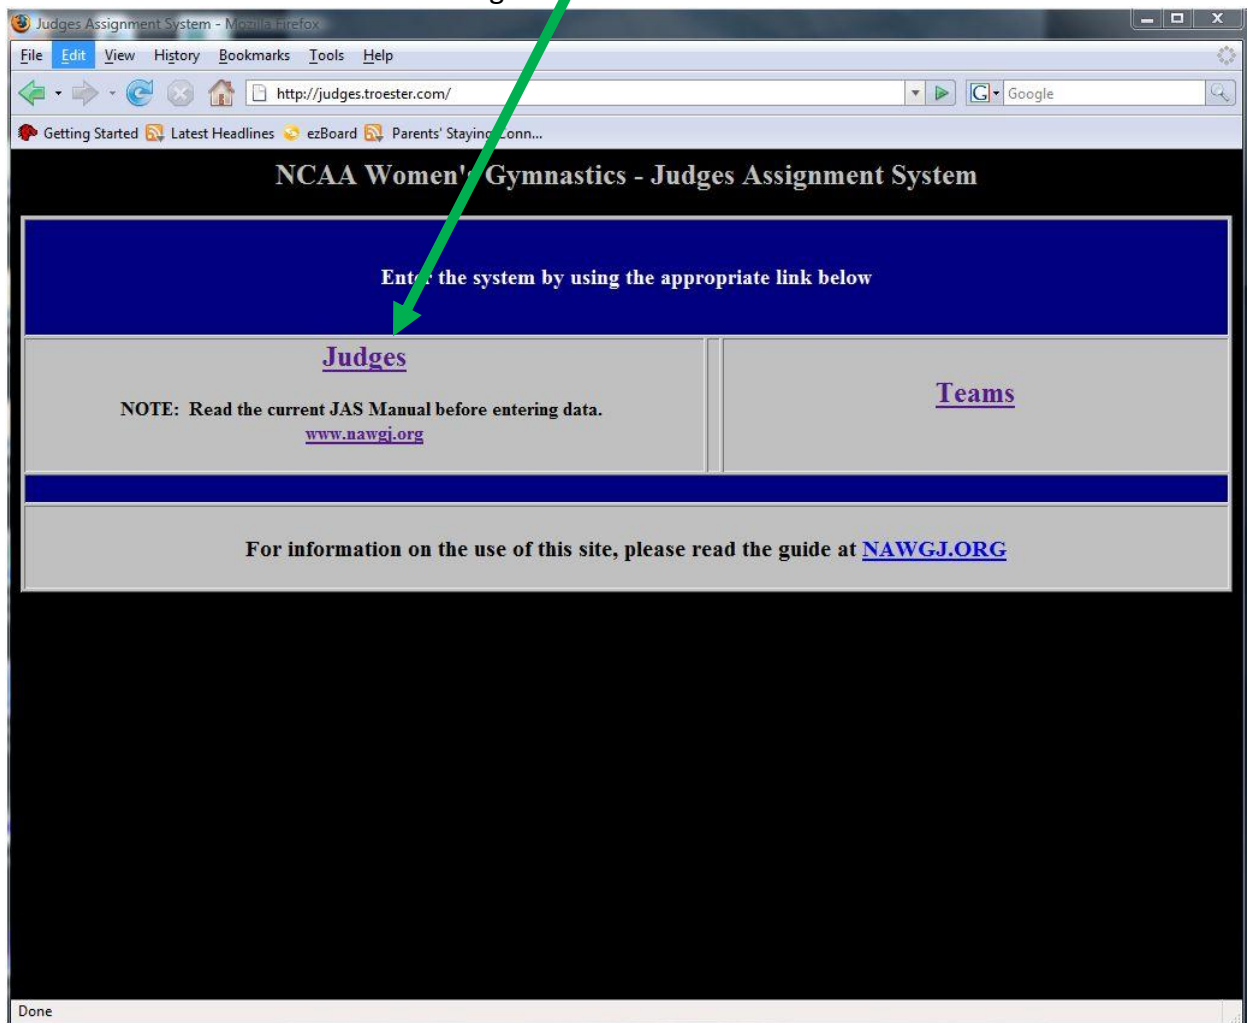 Judges Assignment System - Mozilla Firefox
File Edit View History Bookmarks Tools Help
http://judges.troester.com/
G Google
Getting Started Latest Headlines ezBoard Parents' Staying Conn...
NCAA Women's Gymnastics - Judges Assignment System
Enter the system by using the appropriate link below
Judges
NOTE: Read the current JAS Manual before entering data.
www.nawgj.org
Teams
For information on the use of this site, please read the guide at NAWGJ.ORG
Done